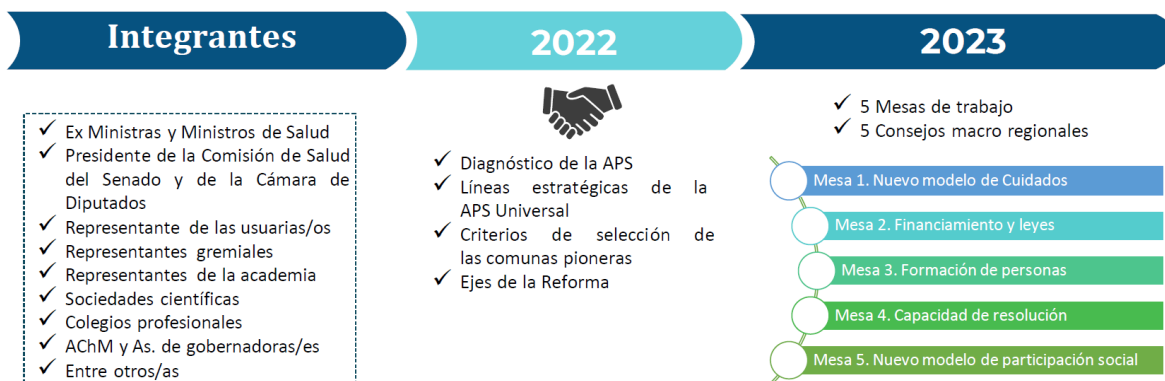 Integrantes
✓ Ex Ministras y Ministros de Salud
✓ Presidente de la Comisión de Salud
del Senado y de la Cámara de
Diputados
✓ Representante de las usuarias/os
✓ Representantes gremiales
✓ Representantes de la academia
✓ Sociedades científicas
✓ Colegios profesionales
✓ AChM y As. de gobernadoras/es
✓ Entre otros/as
2022
✓ Diagnóstico de la APS
✓ Líneas estratégicas de la
APS Universal
✓ Criterios de selección de
las comunas pioneras
✓ Ejes de la Reforma
2023
✓ 5 Mesas de trabajo
✓ 5 Consejos macro regionales
Mesa 1. Nuevo modelo de Cuidados
Mesa 2. Financiamiento y leyes
Mesa 3. Formación de personas
Mesa 4. Capacidad de resolución
Mesa 5. Nuevo modelo de participación social